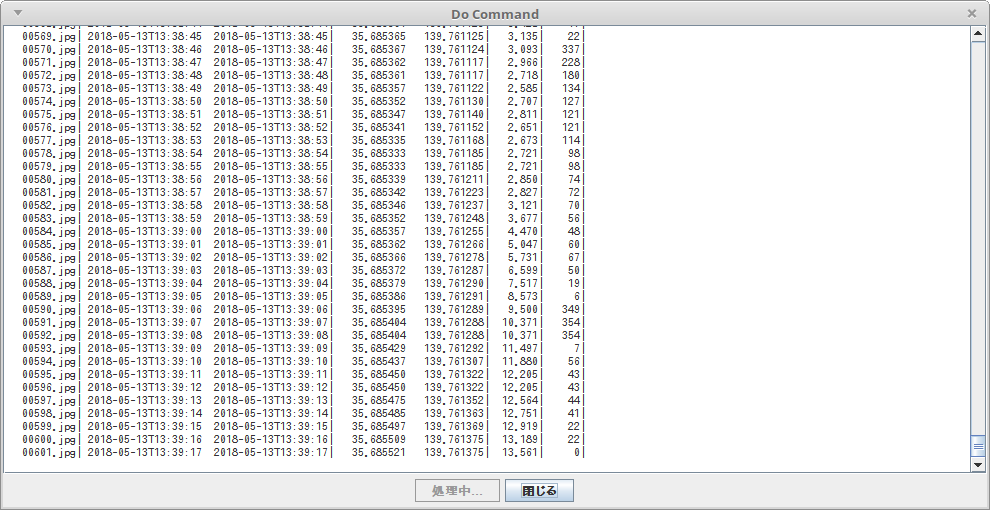 Do Command
00569.jpg| 2018-05-13T13:38:45 2018-05-13T13:38:45| 35.685365 139.761125| 3.135 22|
00570.jpg| 2018-05-13T13:38:46 2018-05-13T13:38:46| 35.685367 139.761124| 3.093 337|
00571.jpg| 2018-05-13T13:38:47 2018-05-13T13:38:47| 35.685362 139.761117| 2.966 228|
00572.jpg| 2018-05-13T13:38:48 2018-05-13T13:38:48| 35.685361 139.761117| 2.718 180|
00573.jpg| 2018-05-13T13:38:49 2018-05-13T13:38:49| 35.685357 139.761122| 2.585 134|
00574.jpg| 2018-05-13T13:38:50 2018-05-13T13:38:50| 35.685352 139.761130| 2.707 127|
00575.jpg| 2018-05-13T13:38:51 2018-05-13T13:38:51| 35.685347 139.761140| 2.811 121|
00576.jpg| 2018-05-13T13:38:52 2018-05-13T13:38:52| 35.685341 139.761152| 2.651 121|
00577.jpg| 2018-05-13T13:38:53 2018-05-13T13:38:53| 35.685335 139.761168| 2.673 114|
00578.jpg| 2018-05-13T13:38:54 2018-05-13T13:38:54| 35.685333 139.761185| 2.721 98|
00579.jpg| 2018-05-13T13:38:55 2018-05-13T13:38:55| 35.685333 139.761185| 2.721 98|
00580.jpg| 2018-05-13T13:38:56 2018-05-13T13:38:56| 35.685339 139.761211| 2.850 74|
00581.jpg| 2018-05-13T13:38:57 2018-05-13T13:38:57| 35.685342 139.761223| 2.827 72|
00582.jpg| 2018-05-13T13:38:58 2018-05-13T13:38:58| 35.685346 139.761237| 3.121 70|
00583.jpg| 2018-05-13T13:38:59 2018-05-13T13:38:59| 35.685352 139.761248| 3.677 56|
00584.jpg| 2018-05-13T13:39:00 2018-05-13T13:39:00| 35.685357 139.761255| 4.470 48|
00585.jpg| 2018-05-13T13:39:01 2018-05-13T13:39:01| 35.685362 139.761266| 5.047 60|
00586.jpg| 2018-05-13T13:39:02 2018-05-13T13:39:02| 35.685366 139.761278| 5.731 67|
00587.jpg| 2018-05-13T13:39:03 2018-05-13T13:39:03| 35.685372 139.761287| 6.599 50|
00588.jpg| 2018-05-13T13:39:04 2018-05-13T13:39:04| 35.685379 139.761290| 7.517 19|
00589.jpg| 2018-05-13T13:39:05 2018-05-13T13:39:05| 35.685386 139.761291| 8.573 6|
00590.jpg| 2018-05-13T13:39:06 2018-05-13T13:39:06| 35.685395 139.761289| 9.500 349|
00591.jpg| 2018-05-13T13:39:07 2018-05-13T13:39:07| 35.685404 139.761288| 10.371 354|
00592.jpg| 2018-05-13T13:39:08 2018-05-13T13:39:08| 35.685404 139.761288| 10.371 354|
00593.jpg| 2018-05-13T13:39:09 2018-05-13T13:39:09| 35.685429 139.761292| 11.497 7|
00594.jpg| 2018-05-13T13:39:10 2018-05-13T13:39:10| 35.685437 139.761307| 11.880 56|
00595.jpg| 2018-05-13T13:39:11 2018-05-13T13:39:11| 35.685450 139.761322| 12.205 43|
00596.jpg| 2018-05-13T13:39:12 2018-05-13T13:39:12| 35.685450 139.761322| 12.205 43|
00597.jpg| 2018-05-13T13:39:13 2018-05-13T13:39:13| 35.685475 139.761352| 12.564 44|
00598.jpg| 2018-05-13T13:39:14 2018-05-13T13:39:14| 35.685485 139.761363| 12.751 41|
00599.jpg| 2018-05-13T13:39:15 2018-05-13T13:39:15| 35.685497 139.761369| 12.919 22|
00600.jpg| 2018-05-13T13:39:16 2018-05-13T13:39:16| 35.685509 139.761375| 13.189 22|
00601.jpg| 2018-05-13T13:39:17 2018-05-13T13:39:17| 35.685521 139.761375| 13.561 0|
処理中... 閉じる